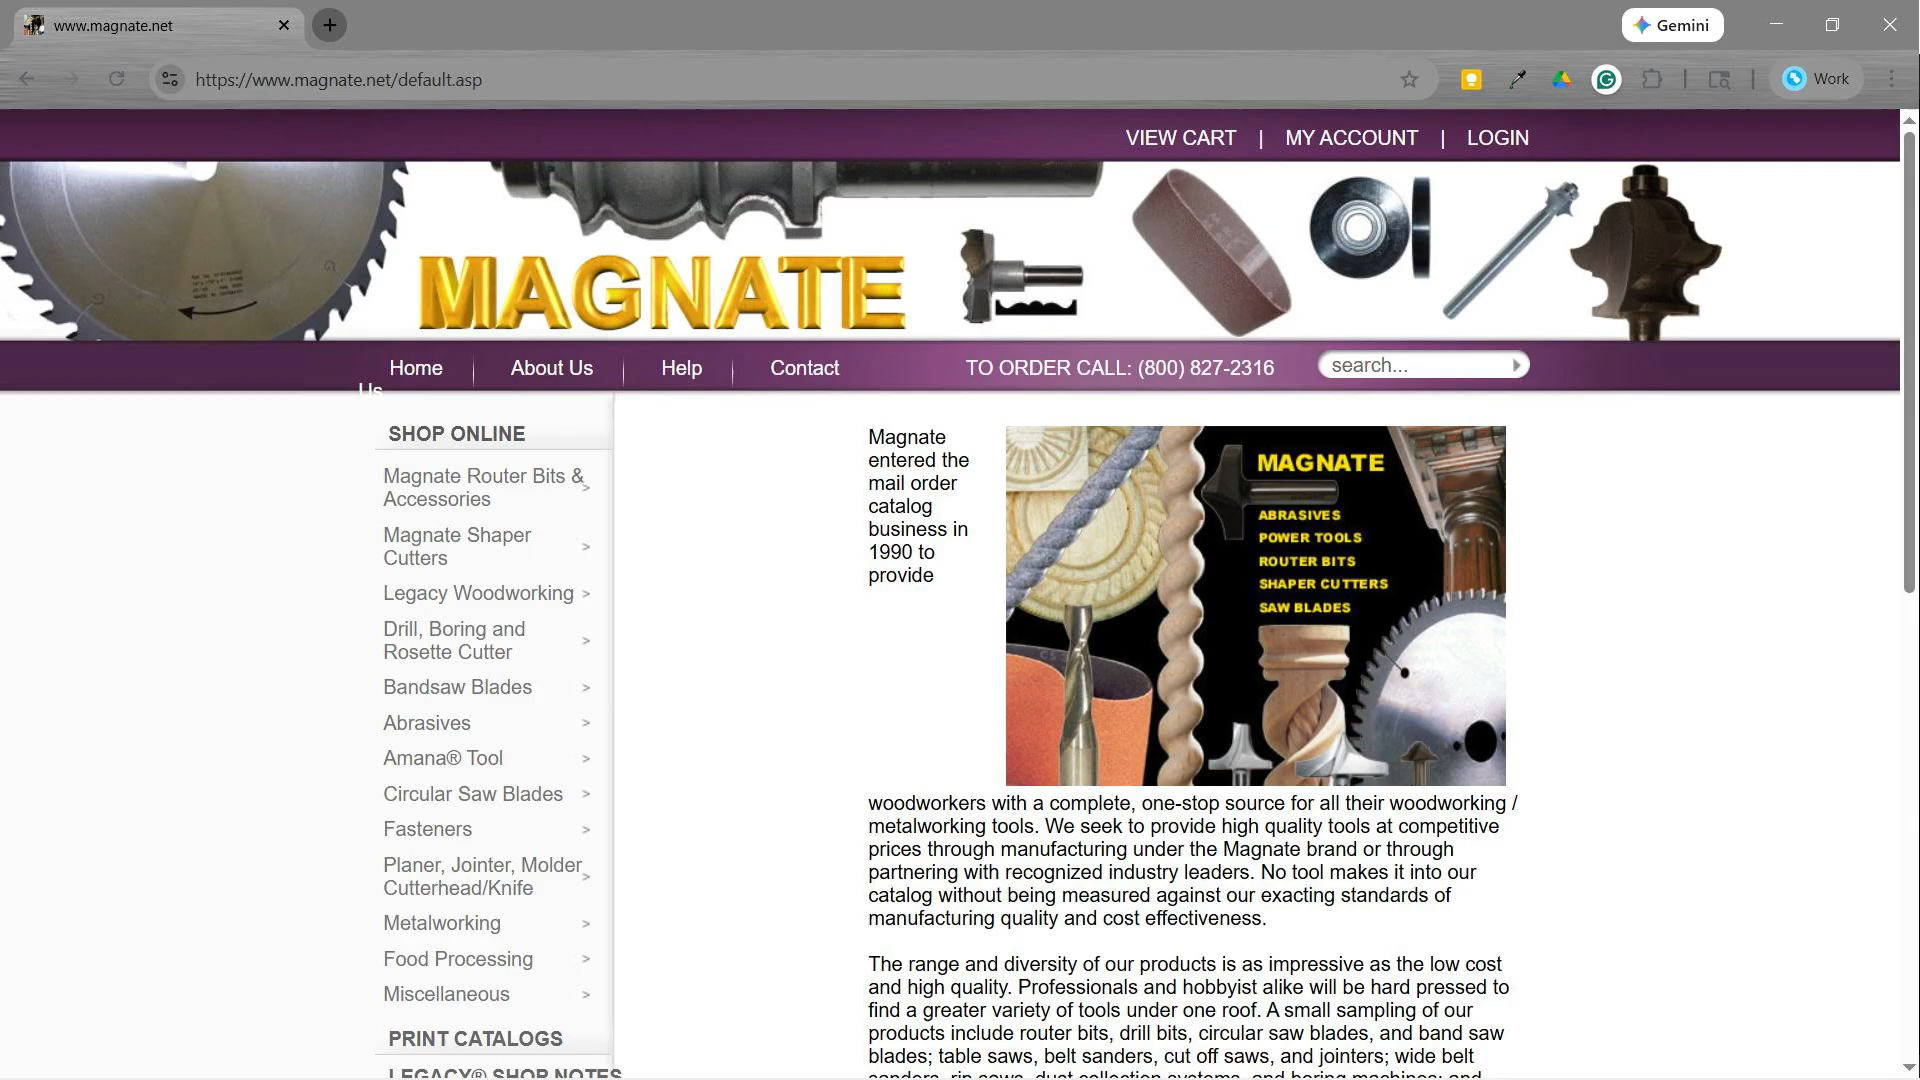 www.magnate.net
Gemini
https://www.magnate.net/default.asp
Work
VIEW CART | MY ACCOUNT | LOGIN
MAGNATE
Home
About Us
Help
Contact
Us
TO ORDER CALL: (800) 827-2316
search...
SHOP ONLINE
Magnate Router Bits &
Accessories
>
Magnate Shaper
Cutters
>
Legacy Woodworking >
Drill, Boring and
Rosette Cutter
>
Bandsaw Blades >
Abrasives >
Amana® Tool >
Circular Saw Blades >
Fasteners >
Planer, Jointer, Molder
Cutterhead/Knife
>
Metalworking >
Food Processing >
Miscellaneous >
PRINT CATALOGS
LEGACY® SHOP NOTES
Magnate
entered the
mail order
catalog
business in
1990 to
provide
MAGNATE
ABRASIVES
POWER TOOLS
ROUTER BITS
SHAPER CUTTERS
SAW BLADES
woodworkers with a complete, one-stop source for all their woodworking /
metalworking tools. We seek to provide high quality tools at competitive
prices through manufacturing under the Magnate brand or through
partnering with recognized industry leaders. No tool makes it into our
catalog without being measured against our exacting standards of
manufacturing quality and cost effectiveness.
The range and diversity of our products is as impressive as the low cost
and high quality. Professionals and hobbyist alike will be hard pressed to
find a greater variety of tools under one roof. A small sampling of our
products include router bits, drill bits, circular saw blades, and band saw
blades; table saws, belt sanders, cut off saws, and jointers; wide belt
sanders, rip saws, dust collection systems, and boring machines; and